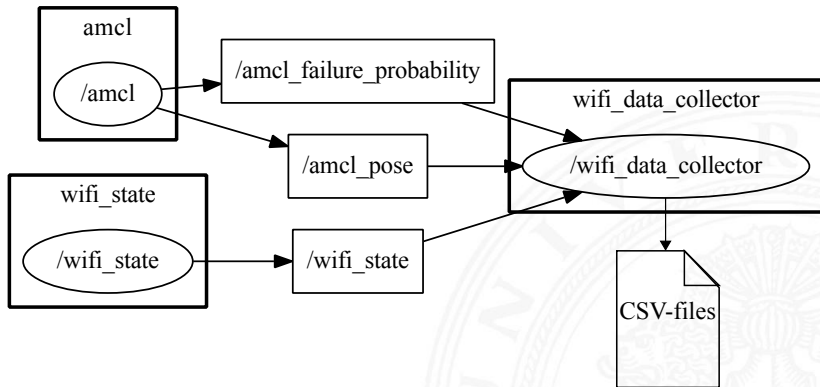 amcl
/amcl
/amcl_failure_probability
/amcl_pose
wifi_data_collector
/wifi_data_collector
wifi_state
/wifi_state
/wifi_state
CSV-files